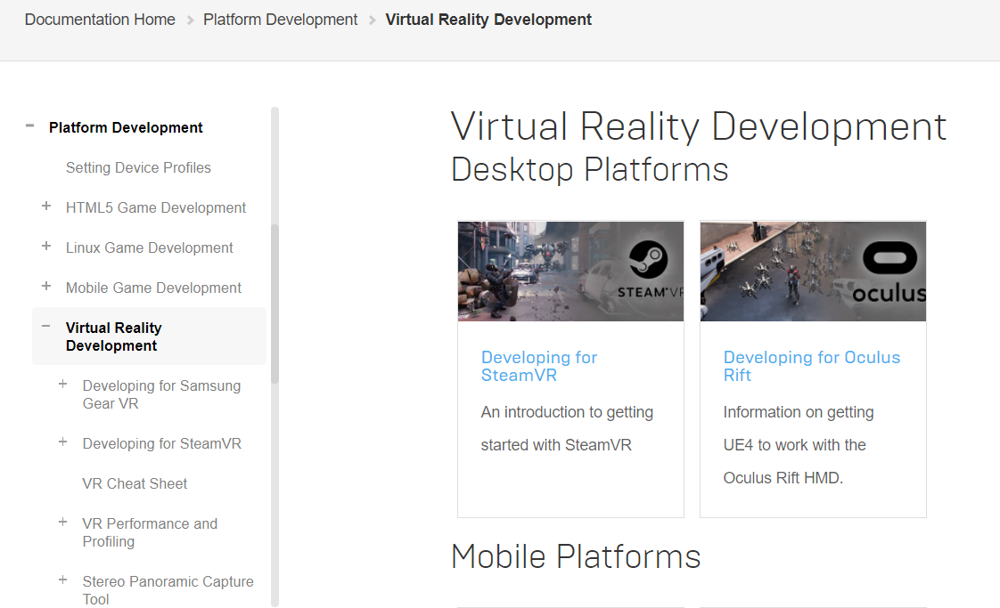 Documentation Home > Platform Development > Virtual Reality Development
Platform Development
Setting Device Profiles
HTML5 Game Development
Linux Game Development
Mobile Game Development
Virtual Reality
Development
Developing for Samsung
Gear VR
Developing for SteamVR
VR Cheat Sheet
VR Performance and
Profiling
Stereo Panoramic Capture
Tool
Virtual Reality Development
Desktop Platforms
STEAM®VR
Developing for
SteamVR
An introduction to getting
started with SteamVR
oculus
Developing for Oculus
Rift
Information on getting
UE4 to work with the
Oculus Rift HMD.
Mobile Platforms